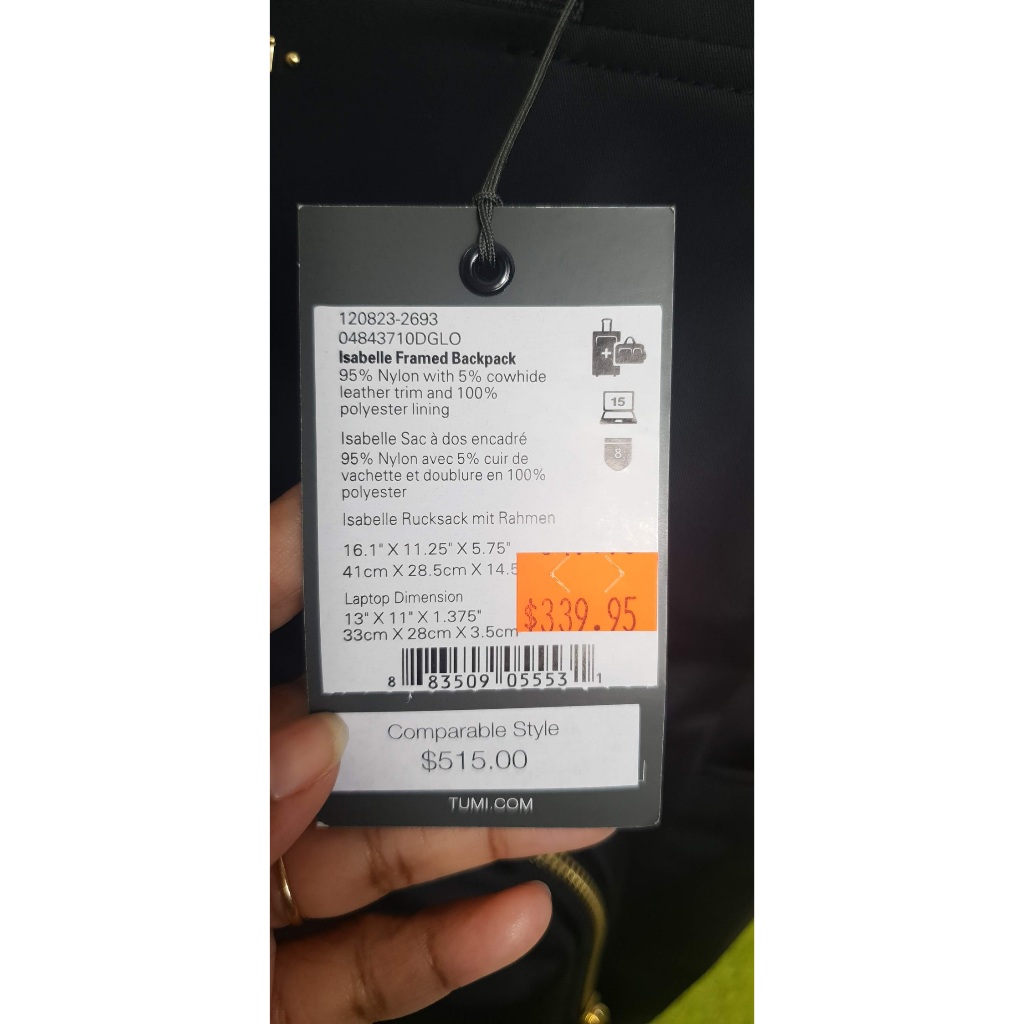 120823-2693
04843710DGLO
Isabelle Framed Backpack
95% Nylon with 5% cowhide
leather trim and 100%
polyester lining
15
8
Isabelle Sac à dos encadré
95% Nylon avec 5% cuir de
vachette et doublure en 100%
polyester
Isabelle Rucksack mit Rahmen
16.1" X 11.25" X 5.75"
41cm X 28.5cm X 14.5
Laptop Dimension
13" X 11" X 1.375"
33cm X 28cm X 3.5cm
$339.95
8 83509 05553 1
Comparable Style
$515.00
TUMI.COM